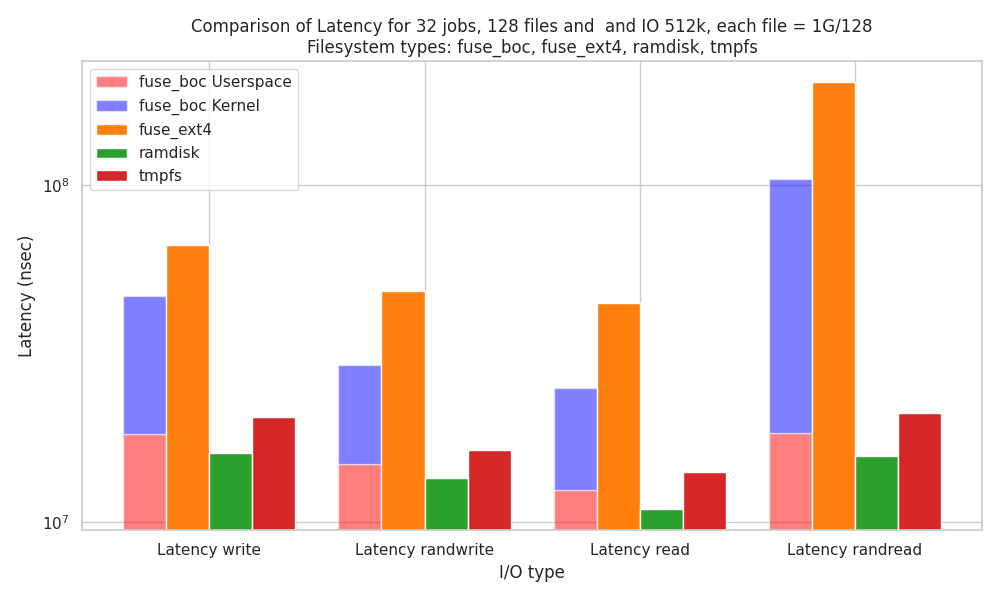 Comparison of Latency for 32 jobs, 128 files and  and IO 512k, each file = 1G/128
Filesystem types: fuse_boc, fuse_ext4, ramdisk, tmpfs
fuse_boc Userspace
fuse_boc Kernel
fuse_ext4
ramdisk
tmpfs
10⁸
10⁷
Latency (nsec)
Latency write
Latency randwrite
Latency read
Latency randread
I/O type